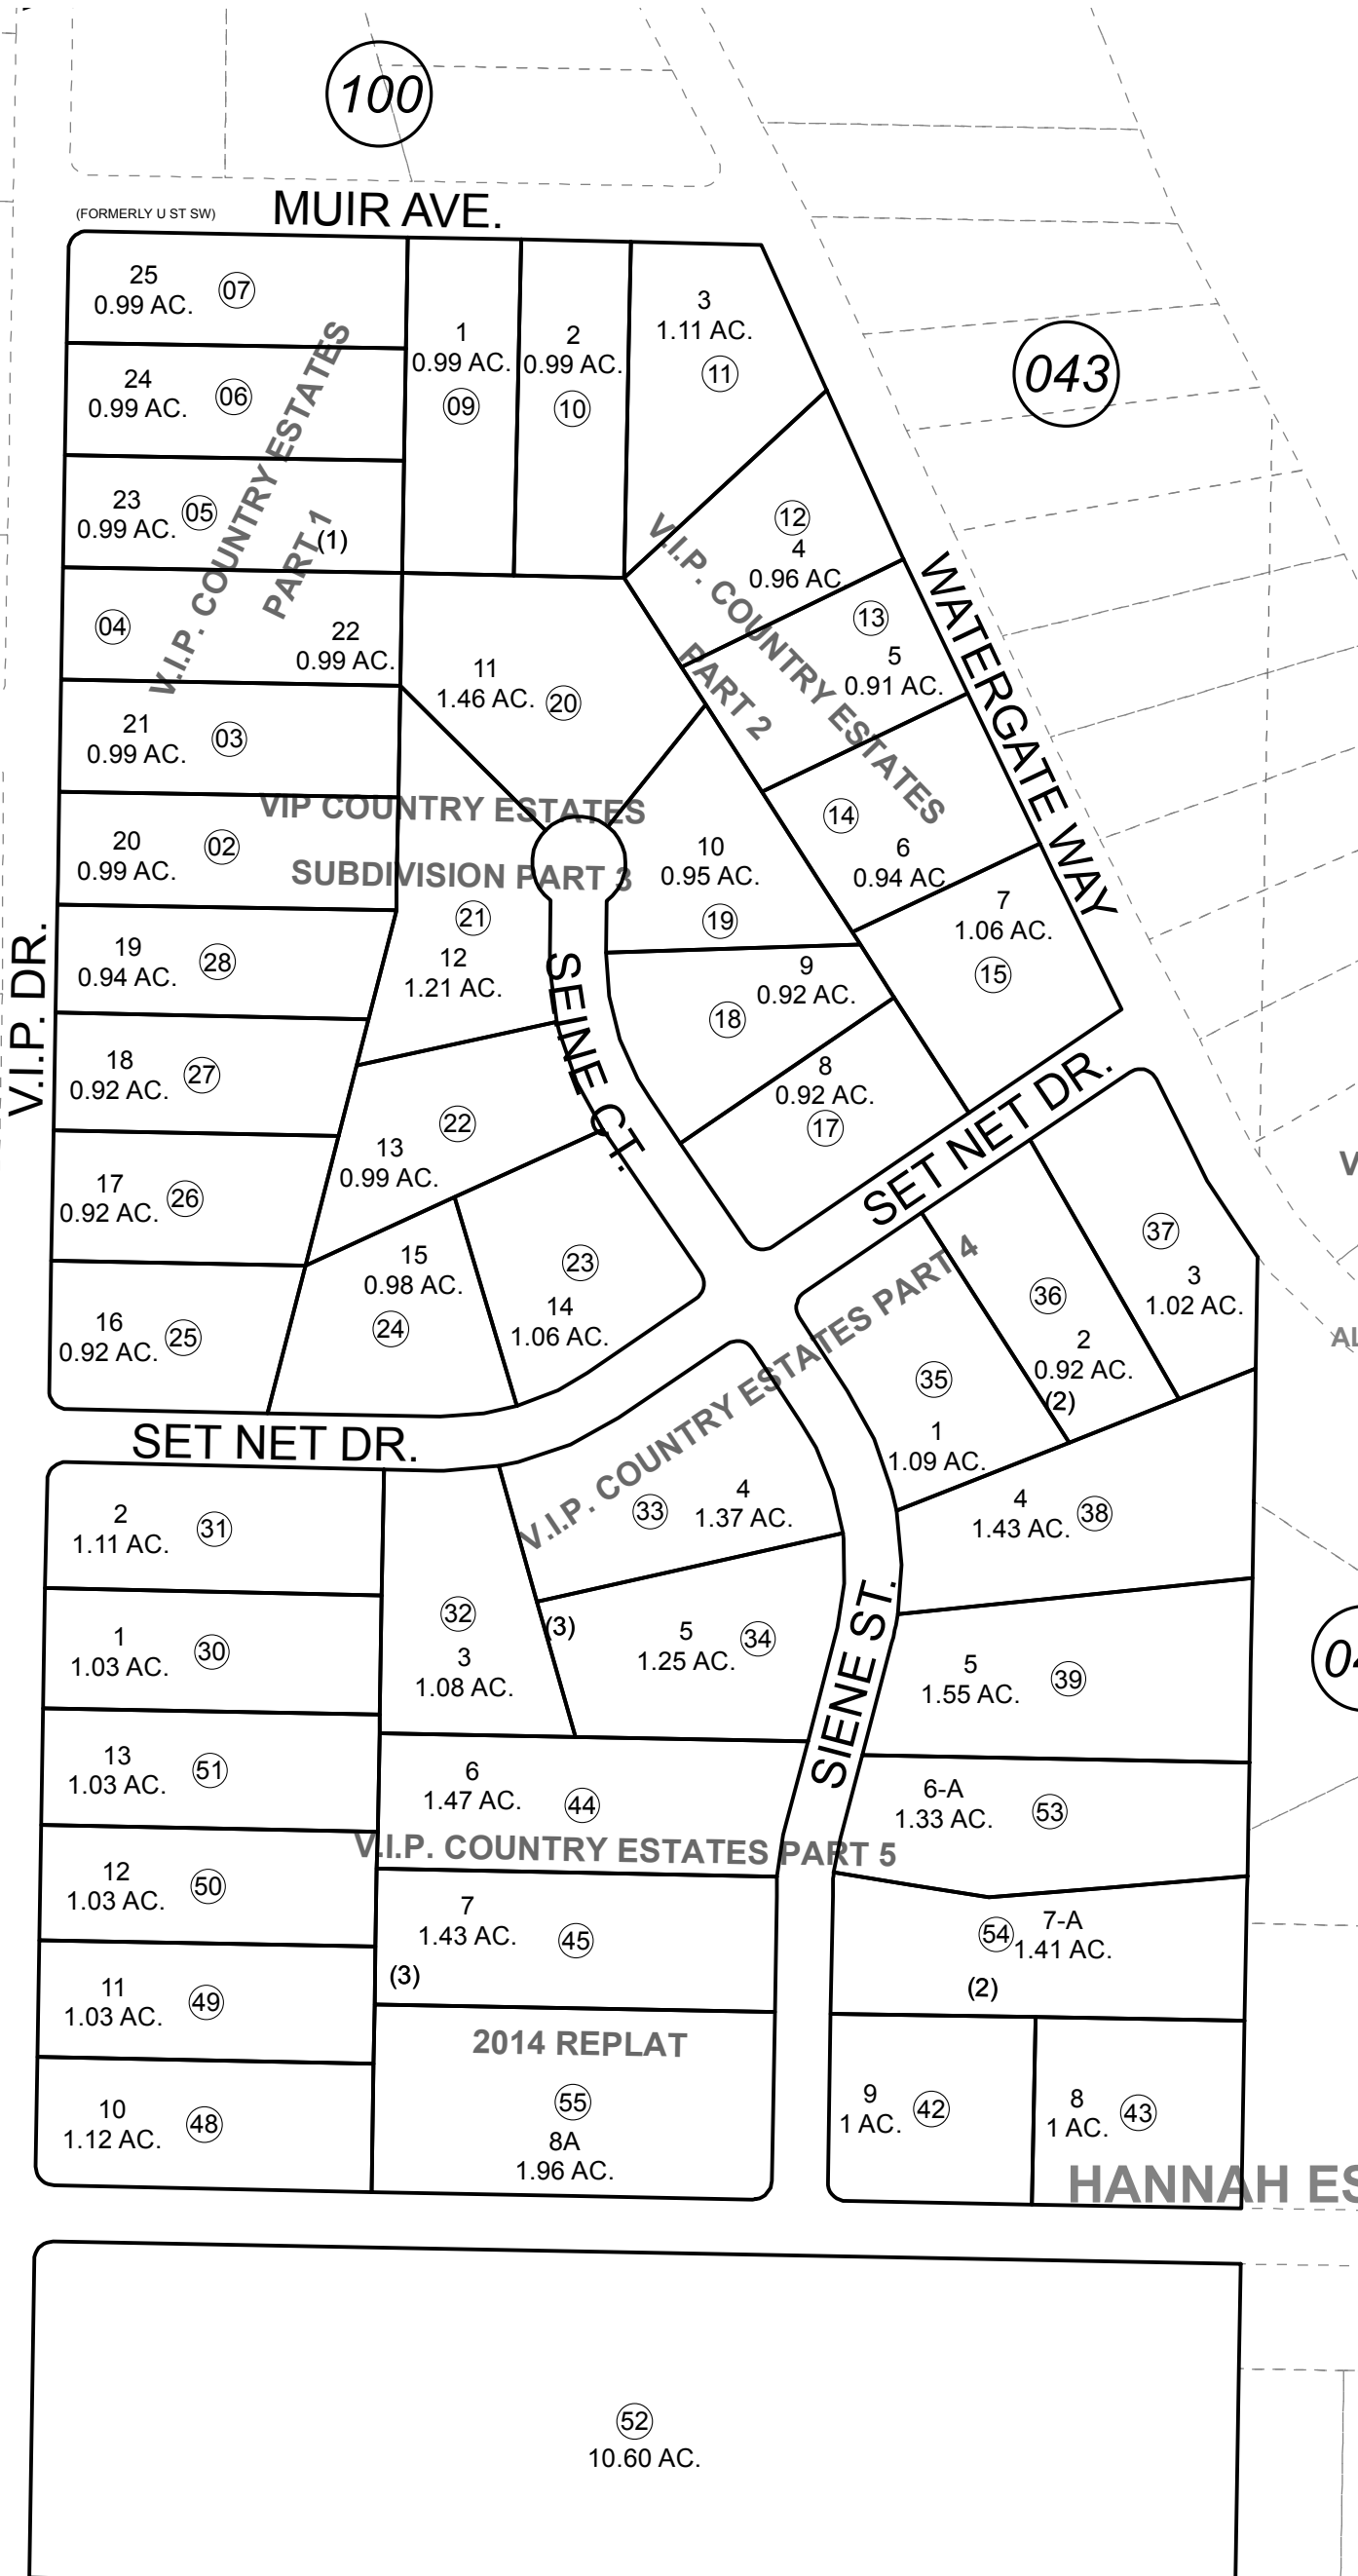 100
(FORMERLY U ST SW)
MUIR AVE.
25
0.99 AC.
07
24
0.99 AC.
06
23
0.99 AC.
05
(1)
04
22
0.99 AC.
21
0.99 AC.
03
20
0.99 AC.
02
19
0.94 AC.
28
18
0.92 AC.
27
17
0.92 AC.
26
16
0.92 AC.
25
V.I.P. COUNTRY ESTATES
PART 1
V.I.P. DR.
1
0.99 AC.
09
2
0.99 AC.
10
3
1.11 AC.
11
043
12
4
0.96 AC.
13
5
0.91 AC.
14
6
0.94 AC.
7
1.06 AC.
15
V.I.P. COUNTRY ESTATES
PART 2
WATERGATE WAY
11
1.46 AC.
20
VIP COUNTRY ESTATES
SUBDIVISION PART 3
10
0.95 AC.
19
21
12
1.21 AC.
SEINE CT.
9
0.92 AC.
18
8
0.92 AC.
17
22
13
0.99 AC.
15
0.98 AC.
24
23
14
1.06 AC.
SET NET DR.
SET NET DR.
37
3
1.02 AC.
36
2
0.92 AC.
(2)
35
1
1.09 AC.
V.I.P. COUNTRY ESTATES PART 4
33
4
1.37 AC.
4
1.43 AC.
38
2
1.11 AC.
31
1
1.03 AC.
30
32
3
1.08 AC.
(3)
5
1.25 AC.
34
SIENE ST.
5
1.55 AC.
39
13
1.03 AC.
51
6
1.47 AC.
44
6-A
1.33 AC.
53
V.I.P. COUNTRY ESTATES PART 5
12
1.03 AC.
50
7
1.43 AC.
45
(3)
54
7-A
1.41 AC.
(2)
11
1.03 AC.
49
2014 REPLAT
55
8A
1.96 AC.
10
1.12 AC.
48
9
1 AC.
42
8
1 AC.
43
HANNAH ES
52
10.60 AC.